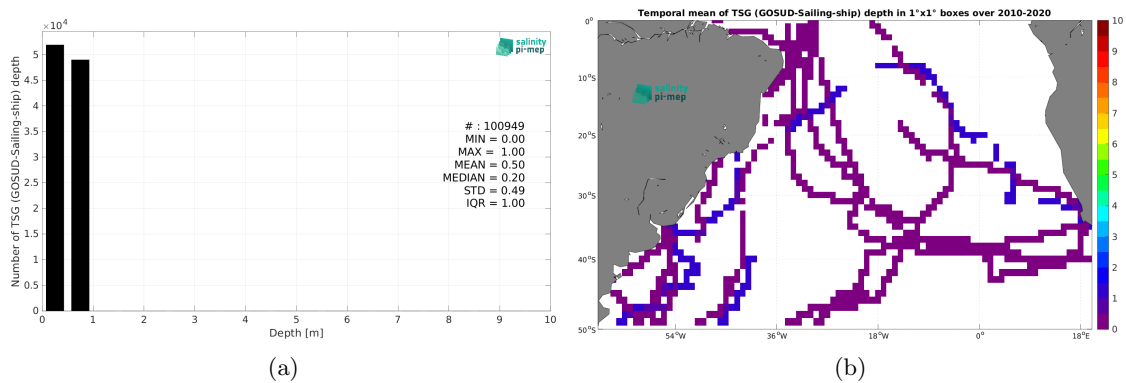 ×10⁴
5
4.5
4
3.5
3
2.5
2
1.5
1
0.5
0
Number of TSG (GOSUD-Sailing-ship) depth
salinity
pi-mep
# : 100949
MIN = 0.00
MAX = 1.00
MEAN = 0.50
MEDIAN = 0.20
STD = 0.49
IQR = 1.00
0 1 2 3 4 5 6 7 8 9 10
Depth [m]
(a)
Temporal mean of TSG (GOSUD-Sailing-ship) depth in 1°x1° boxes over 2010-2020
0°
10°S
20°S
30°S
40°S
50°S
salinity
pi-mep
54°W 36°W 18°W 0° 18°E
10
9
8
7
6
5
4
3
2
1
0
(b)